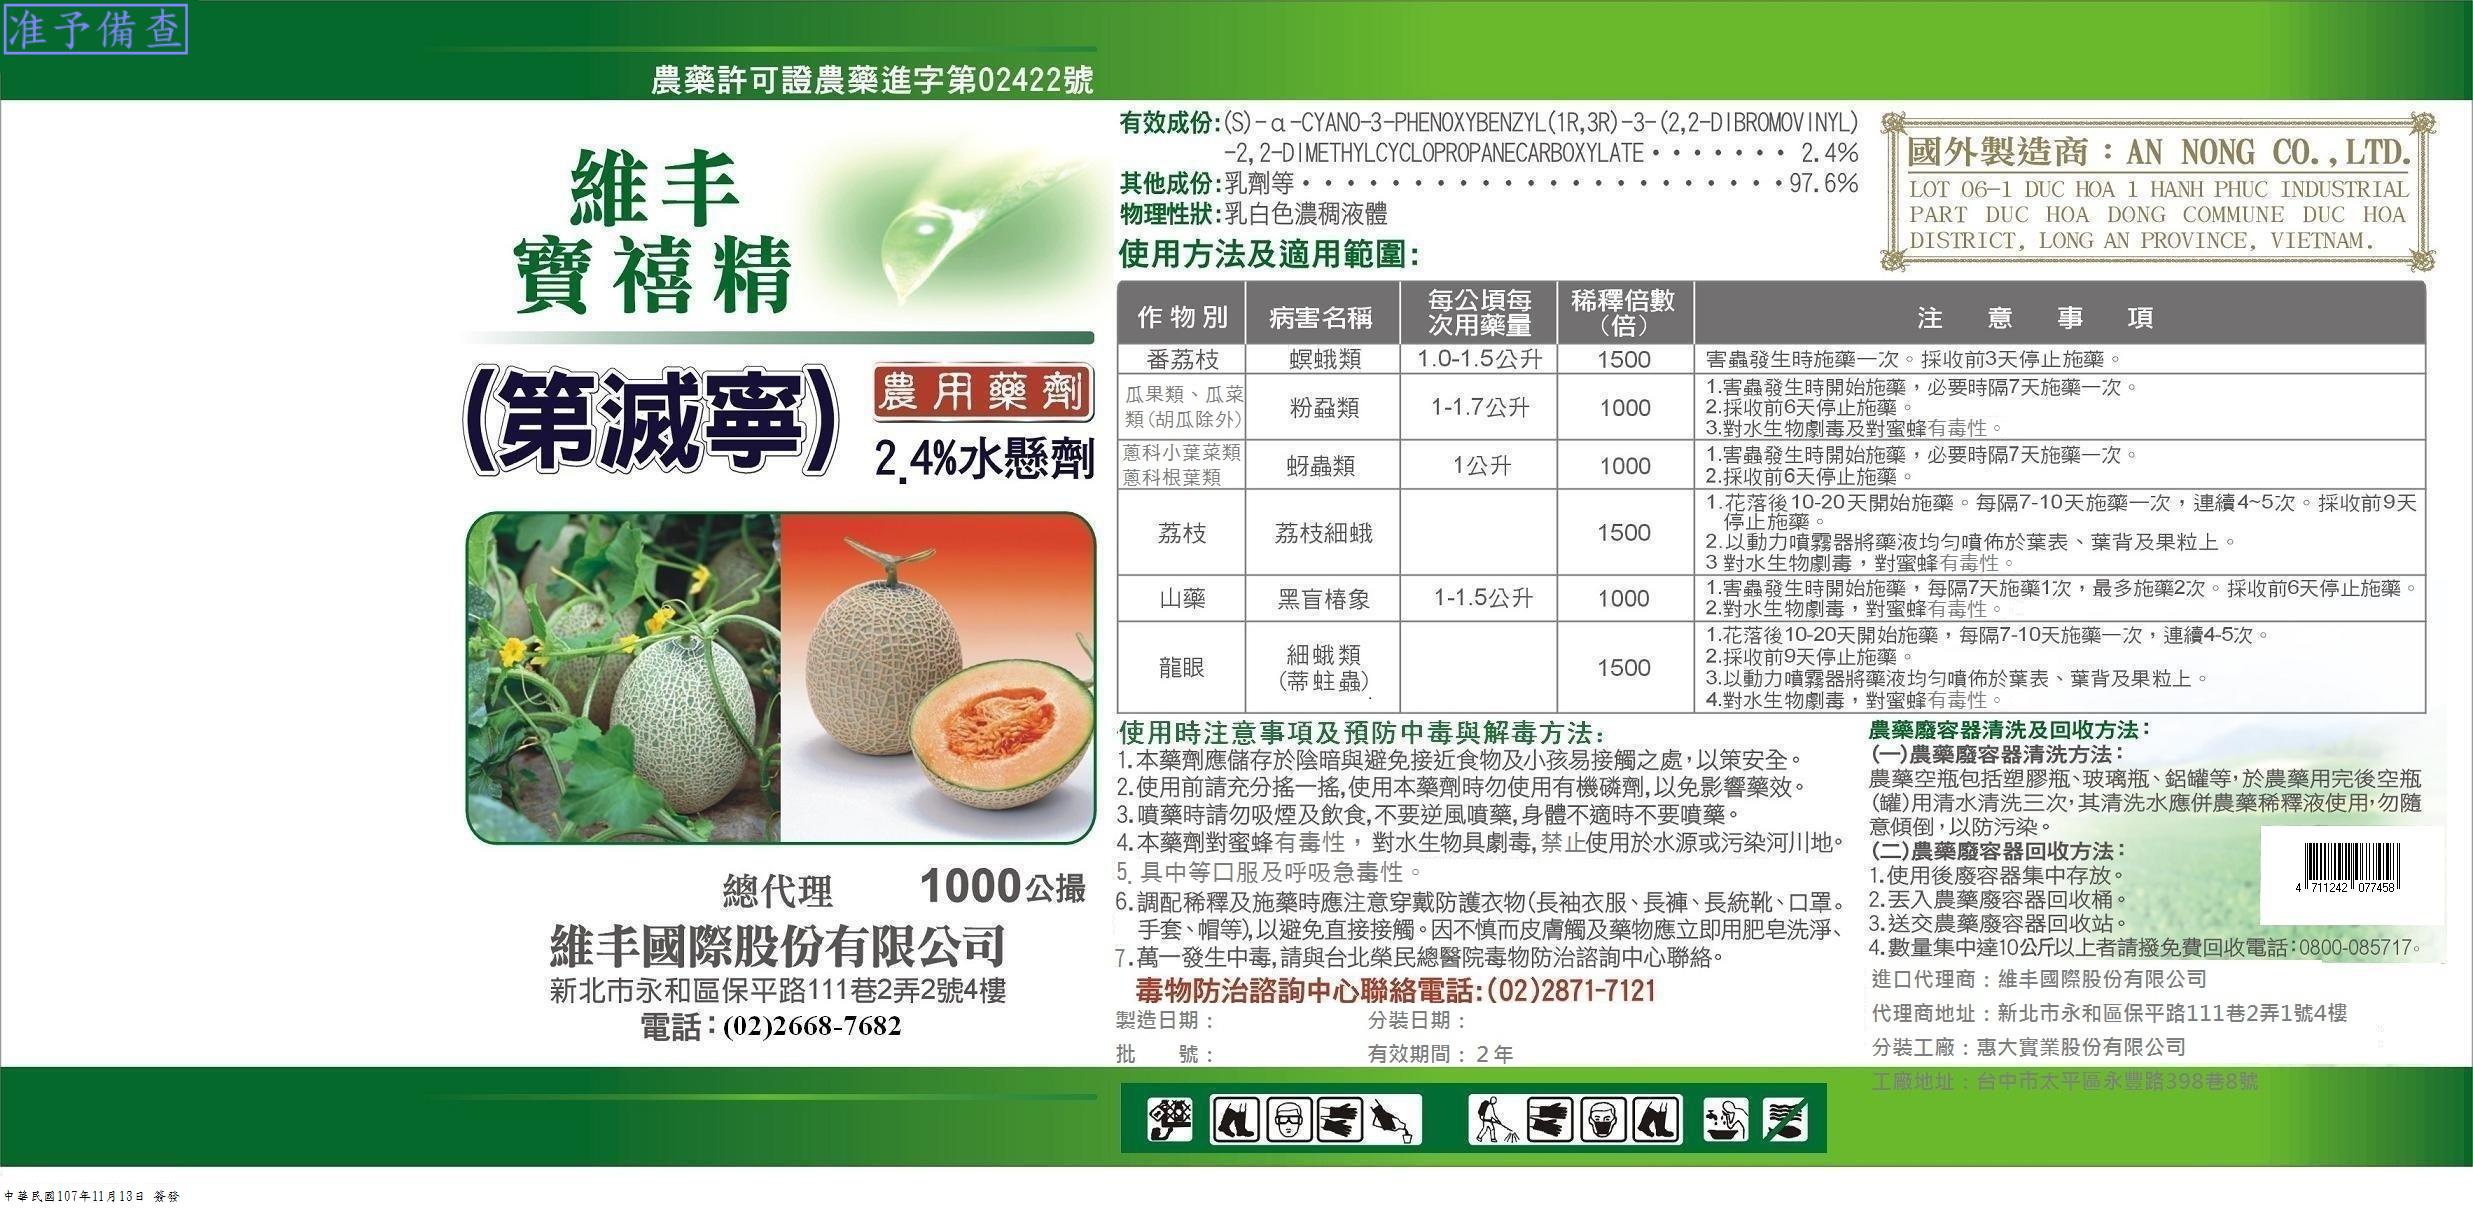 准予備查
農藥許可證農藥進字第02422號
維丰
寶禧精
(第滅寧)
農用藥劑
2.4%水懸劑
總代理 1000公撮
維丰國際股份有限公司
新北市永和區保平路111巷2弄2號4樓
電話：(02)2668-7682
有效成份:(S)-α-CYANO-3-PHENOXYBENZYL(1R,3R)-3-(2,2-DIBROMOVINYL)
-2,2-DIMETHYLCYCLOPROPANECARBOXYLATE・・・・・・・2.4%
其他成份:乳劑等・・・・・・・・・・・・・・・・・・・・・・97.6%
物理性狀:乳白色濃稠液體
國外製造商：AN NONG CO.,LTD.
LOT 06-1 DUC HOA 1 HANH PHUC INDUSTRIAL
PART DUC HOA DONG COMMUNE DUC HOA
DISTRICT, LONG AN PROVINCE, VIETNAM.
使用方法及適用範圍:
作物別 病害名稱 每公頃每次用藥量 稀釋倍數(倍) 注意事項
番荔枝 螟蛾類 1.0-1.5公升 1500 害蟲發生時施藥一次。採收前3天停止施藥。
瓜果類、瓜菜類(胡瓜除外) 粉蝨類 1-1.7公升 1000 1.害蟲發生時開始施藥，必要時隔7天施藥一次。
2.採收前6天停止施藥。
3.對水生物劇毒及對蜜蜂有毒性。
蔥科小葉菜類 蔥科根葉類 蚜蟲類 1公升 1000 1.害蟲發生時開始施藥，必要時隔7天施藥一次。
2.採收前6天停止施藥。
荔枝 荔枝細蛾 1500 1.花落後10-20天開始施藥。每隔7-10天施藥一次，連續4~5次。採收前9天
停止施藥。
2.以動力噴霧器將藥液均勻噴佈於葉表、葉背及果粒上。
3 對水生物劇毒，對蜜蜂有毒性。
山藥 黑盲椿象 1-1.5公升 1000 1.害蟲發生時開始施藥，每隔7天施藥1次，最多施藥2次。採收前6天停止施藥。
2.對水生物劇毒，對蜜蜂有毒性。
龍眼 細蛾類(蒂蛀蟲) 1500 1.花落後10-20天開始施藥，每隔7-10天施藥一次，連續4-5次。
2.採收前9天停止施藥。
3.以動力噴霧器將藥液均勻噴佈於葉表、葉背及果粒上。
4.對水生物劇毒，對蜜蜂有毒性。
使用時注意事項及預防中毒與解毒方法:
1.本藥劑應儲存於陰暗與避免接近食物及小孩易接觸之處,以策安全。
2.使用前請充分搖一搖,使用本藥劑時勿使用有機磷劑,以免影響藥效。
3.噴藥時請勿吸煙及飲食,不要逆風噴藥,身體不適時不要噴藥。
4.本藥劑對蜜蜂有毒性，對水生物具劇毒,禁止使用於水源或污染河川地。
5.具中等口服及呼吸急毒性。
6.調配稀釋及施藥時應注意穿戴防護衣物(長袖衣服、長褲、長統靴、口罩。
手套、帽等),以避免直接接觸。因不慎而皮膚觸及藥物應立即用肥皂洗淨、
7.萬一發生中毒,請與台北榮民總醫院毒物防治諮詢中心聯絡。
毒物防治諮詢中心聯絡電話:(02)2871-7121
製造日期： 分裝日期：
批　　號： 有效期間：2年
農藥廢容器清洗及回收方法:
(一)農藥廢容器清洗方法:
農藥空瓶包括塑膠瓶、玻璃瓶、鋁罐等,於農藥用完後空瓶
(罐)用清水清洗三次,其清洗水應併農藥稀釋液使用,勿隨
意傾倒,以防污染。
(二)農藥廢容器回收方法:
1.使用後廢容器集中存放。
2.丟入農藥廢容器回收桶。
3.送交農藥廢容器回收站。
4.數量集中達10公斤以上者請撥免費回收電話:0800-085717。
4 711242 077458
進口代理商：維丰國際股份有限公司
代理商地址：新北市永和區保平路111巷2弄1號4樓
分裝工廠：惠大實業股份有限公司
工廠地址：台中市太平區永豐路398巷8號
中華民國107年11月13日 簽發